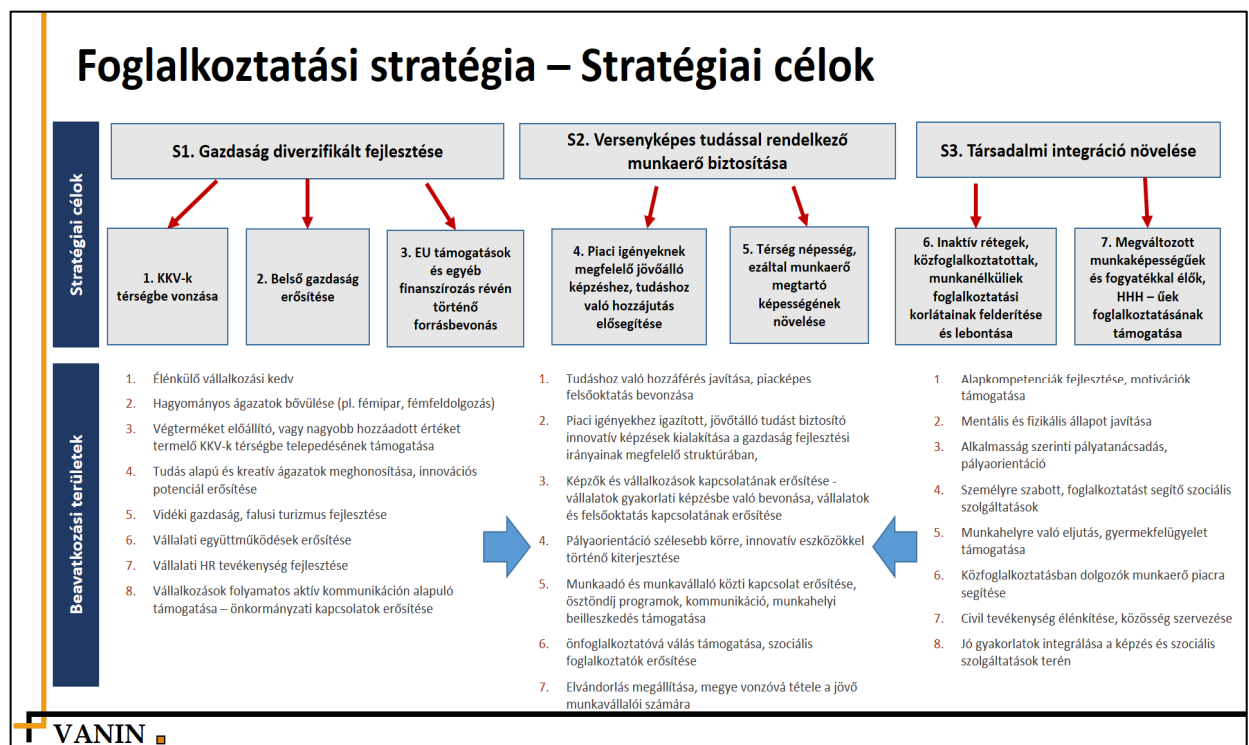 Foglalkoztatási stratégia – Stratégiai célok
Stratégiai célok
S1. Gazdaság diverzifikált fejlesztése
S2. Versenyképes tudással rendelkező
munkaerő biztosítása
S3. Társadalmi integráció növelése
1. KKV-k
térségbe vonzása
2. Belső gazdaság
erősítése
3. EU támogatások
és egyéb
finanszírozás révén
történő
forrásbevonás
4. Piaci igényeknek
megfelelő jövőálló
képzéshez, tudáshoz
való hozzájutás
elősegítése
5. Térség népesség,
ezáltal munkaerő
megtartó
képességének
növelése
6. Inaktív rétegek,
közfoglalkoztatottak,
munkanélküliek
foglalkoztatási
korlátainak felderítése
és lebontása
7. Megváltozott
munkaképességűek
és fogyatékkal élők,
HHH – űek
foglalkoztatásának
támogatása
Beavatkozási területek
1. Élénkülő vállalkozási kedv
2. Hagyományos ágazatok bővülése (pl. fémipar, fémfeldolgozás)
3. Végterméket előállító, vagy nagyobb hozzáadott értéket
termelő KKV-k térségbe telepedésének támogatása
4. Tudás alapú és kreatív ágazatok meghonosítása, innovációs
potenciál erősítése
5. Vidéki gazdaság, falusi turizmus fejlesztése
6. Vállalati együttműködések erősítése
7. Vállalati HR tevékenység fejlesztése
8. Vállalkozások folyamatos aktív kommunikáción alapuló
támogatása – önkormányzati kapcsolatok erősítése
1. Tudáshoz való hozzáférés javítása, piacképes
felsőoktatás bevonzása
2. Piaci igényekhez igazított, jövőtálló tudást biztosító
innovatív képzések kialakítása a gazdaság fejlesztési
irányainak megfelelő struktúrában,
3. Képzők és vállalkozások kapcsolatának erősítése -
vállalatok gyakorlati képzésbe való bevonása, vállalatok
és felsőoktatás kapcsolatának erősítése
4. Pályaorientáció szélesebb körre, innovatív eszközökkel
történő kiterjesztése
5. Munkaadó és munkavállaló közti kapcsolat erősítése,
ösztöndíj programok, kommunikáció, munkahelyi
beilleszkedés támogatása
6. önfoglalkoztatóvá válás támogatása, szociális
foglalkoztatók erősítése
7. Elvándorlás megállítása, megye vonzóvá tétele a jövő
munkavállalói számára
1. Alapkompetenciák fejlesztése, motivációk
támogatása
2. Mentális és fizikális állapot javítása
3. Alkalmasság szerinti pályatanácsadás,
pályaorientáció
4. Személyre szabott, foglalkoztatást segítő szociális
szolgáltatások
5. Munkahelyre való eljutás, gyermekfelügyelet
támogatása
6. Közfoglalkoztatásban dolgozók munkaerő piacra
segítése
7. Civil tevékenység élénkítése, közösség szervezése
8. Jó gyakorlatok integrálása a képzés és szociális
szolgáltatások terén
VANIN